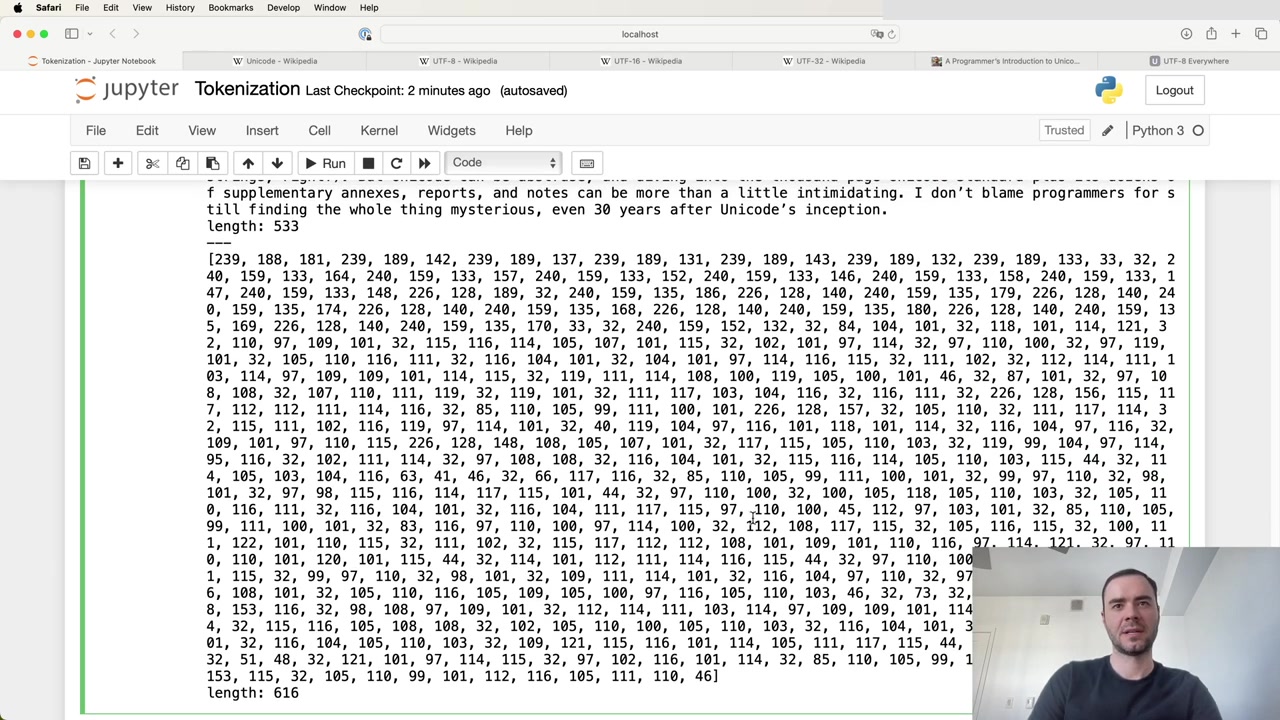 Safari File Edit View History Bookmarks Develop Window Help
localhost
Tokenization - Jupyter Notebook
Unicode - Wikipedia
UTF-8 - Wikipedia
UTF-16 - Wikipedia
UTF-32 - Wikipedia
A Programmer's Introduction to Unico...
UTF-8 Everywhere
jupyter Tokenization Last Checkpoint: 2 minutes ago (autosaved)
Logout
File Edit View Insert Cell Kernel Widgets Help
Trusted Python 3
Run Code
f supplementary annexes, reports, and notes can be more than a little intimidating. I don’t blame programmers for s
till finding the whole thing mysterious, even 30 years after Unicode’s inception.
length: 533
---
[239, 188, 181, 239, 189, 142, 239, 189, 137, 239, 189, 131, 239, 189, 143, 239, 189, 132, 239, 189, 133, 33, 32, 2
40, 159, 133, 164, 240, 159, 133, 157, 240, 159, 133, 152, 240, 159, 133, 146, 240, 159, 133, 158, 240, 159, 133, 1
47, 240, 159, 133, 148, 226, 128, 189, 32, 240, 159, 135, 186, 226, 128, 140, 240, 159, 135, 179, 226, 128, 140, 24
0, 159, 135, 174, 226, 128, 140, 240, 159, 135, 168, 226, 128, 140, 240, 159, 135, 180, 226, 128, 140, 240, 159, 13
5, 169, 226, 128, 140, 240, 159, 135, 170, 33, 32, 240, 159, 152, 132, 32, 84, 104, 101, 32, 118, 101, 114, 121, 3
2, 110, 97, 109, 101, 32, 115, 116, 114, 105, 107, 101, 115, 32, 102, 101, 97, 114, 32, 97, 110, 100, 32, 97, 119,
101, 32, 105, 110, 116, 111, 32, 116, 104, 101, 32, 104, 101, 97, 114, 116, 115, 32, 111, 102, 32, 112, 114, 111, 1
03, 114, 97, 109, 109, 101, 114, 115, 32, 119, 111, 114, 108, 100, 119, 105, 100, 101, 46, 32, 87, 101, 32, 97, 10
8, 108, 32, 107, 110, 111, 119, 32, 119, 101, 32, 111, 117, 103, 104, 116, 32, 116, 111, 32, 226, 128, 156, 115, 11
7, 112, 112, 111, 114, 116, 32, 85, 110, 105, 99, 111, 100, 101, 226, 128, 157, 32, 105, 110, 32, 111, 117, 114, 3
2, 115, 111, 102, 116, 119, 97, 114, 101, 32, 40, 119, 104, 97, 116, 101, 118, 101, 114, 32, 116, 104, 97, 116, 32,
109, 101, 97, 110, 115, 226, 128, 148, 108, 105, 107, 101, 32, 117, 115, 105, 110, 103, 32, 119, 99, 104, 97, 114,
95, 116, 32, 102, 111, 114, 32, 97, 108, 108, 32, 116, 104, 101, 32, 115, 116, 114, 105, 110, 103, 115, 44, 32, 11
4, 105, 103, 104, 116, 63, 41, 46, 32, 66, 117, 116, 32, 85, 110, 105, 99, 111, 100, 101, 32, 99, 97, 110, 32, 98,
101, 32, 97, 98, 115, 116, 114, 117, 115, 101, 44, 32, 97, 110, 100, 32, 100, 105, 118, 105, 110, 103, 32, 105, 11
0, 116, 111, 32, 116, 104, 101, 32, 116, 104, 111, 117, 115, 97, 110, 100, 45, 112, 97, 103, 101, 32, 85, 110, 105,
99, 111, 100, 101, 32, 83, 116, 97, 110, 100, 97, 114, 100, 32, 112, 108, 117, 115, 32, 105, 116, 115, 32, 100, 11
1, 122, 101, 110, 115, 32, 111, 102, 32, 115, 117, 112, 112, 108, 101, 109, 101, 110, 116, 97, 114, 121, 32, 97, 11
0, 110, 101, 120, 101, 115, 44, 32, 114, 101, 112, 111, 114, 116, 115, 44, 32, 97, 110, 100
1, 115, 32, 99, 97, 110, 32, 98, 101, 32, 109, 111, 114, 101, 32, 116, 104, 97, 110, 32, 97
6, 108, 101, 32, 105, 110, 116, 105, 109, 105, 100, 97, 116, 105, 110, 103, 46, 32, 73, 32,
8, 153, 116, 32, 98, 108, 97, 109, 101, 32, 112, 114, 111, 103, 114, 97, 109, 109, 101, 114
4, 32, 115, 116, 105, 108, 108, 32, 102, 105, 110, 100, 105, 110, 103, 32, 116, 104, 101, 3
01, 32, 116, 104, 105, 110, 103, 32, 109, 121, 115, 116, 101, 114, 105, 111, 117, 115, 44,
32, 51, 48, 32, 121, 101, 97, 114, 115, 32, 97, 102, 116, 101, 114, 32, 85, 110, 105, 99, 1
153, 115, 32, 105, 110, 99, 101, 112, 116, 105, 111, 110, 46]
length: 616